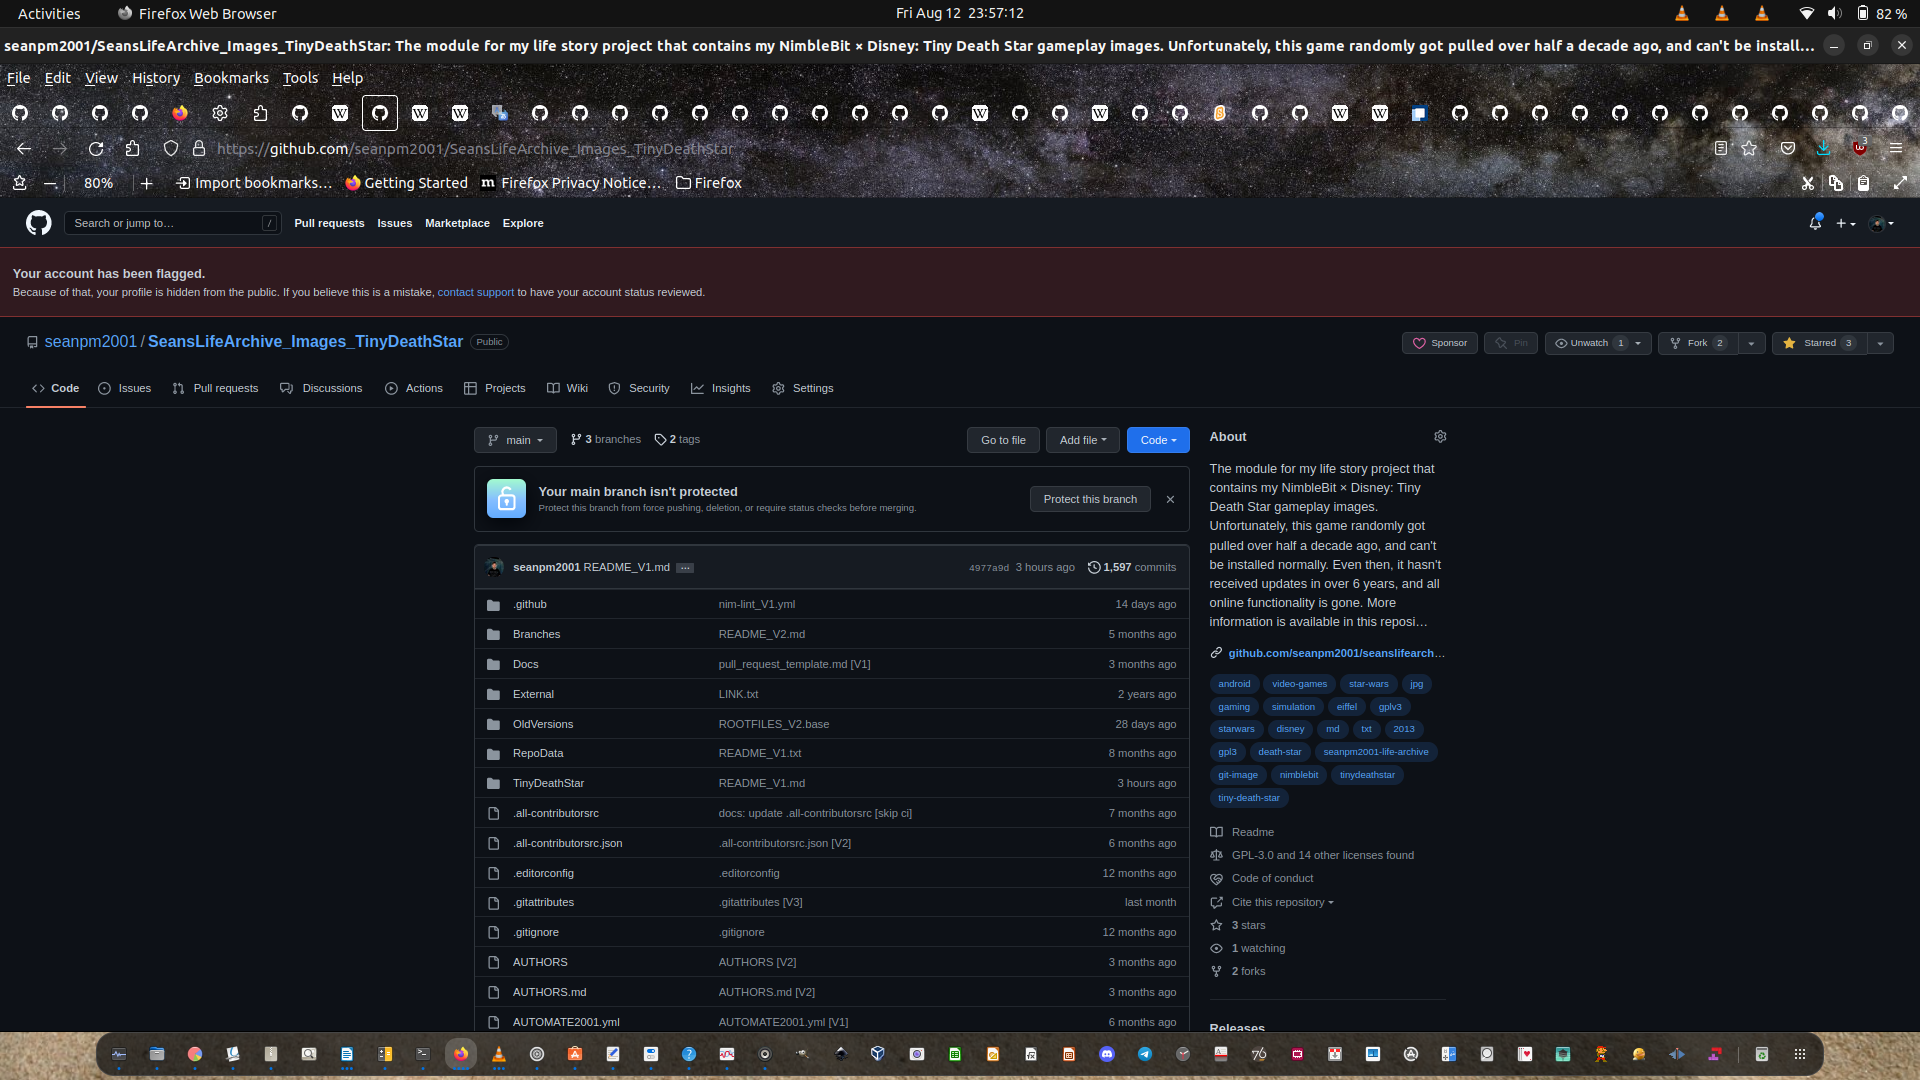 Activities
Firefox Web Browser
Fri Aug 12 23:57:12
82 %
seanpm2001/SeansLifeArchive_Images_TinyDeathStar: The module for my life story project that contains my NimbleBit × Disney: Tiny Death Star gameplay images. Unfortunately, this game randomly got pulled over half a decade ago, and can't be install…
File Edit View History Bookmarks Tools Help
https://github.com/seanpm2001/SeansLifeArchive_Images_TinyDeathStar
3
80%
Import bookmarks…
Getting Started
Firefox Privacy Notice…
Firefox
Search or jump to…
/
Pull requests
Issues
Marketplace
Explore
Your account has been flagged.
Because of that, your profile is hidden from the public. If you believe this is a mistake, contact support to have your account status reviewed.
seanpm2001 / SeansLifeArchive_Images_TinyDeathStar
Public
Sponsor
Pin
Unwatch 1
Fork 2
Starred 3
Code
Issues
Pull requests
Discussions
Actions
Projects
Wiki
Security
Insights
Settings
main
3 branches
2 tags
Go to file
Add file
Code
Your main branch isn't protected
Protect this branch from force pushing, deletion, or require status checks before merging.
Protect this branch
seanpm2001 README_V1.md …
4977a9d 3 hours ago
1,597 commits
.github nim-lint_V1.yml 14 days ago
Branches README_V2.md 5 months ago
Docs pull_request_template.md [V1] 3 months ago
External LINK.txt 2 years ago
OldVersions ROOTFILES_V2.base 28 days ago
RepoData README_V1.txt 8 months ago
TinyDeathStar README_V1.md 3 hours ago
.all-contributorsrc docs: update .all-contributorsrc [skip ci] 7 months ago
.all-contributorsrc.json .all-contributorsrc.json [V2] 6 months ago
.editorconfig .editorconfig 12 months ago
.gitattributes .gitattributes [V3] last month
.gitignore .gitignore 12 months ago
AUTHORS AUTHORS [V2] 3 months ago
AUTHORS.md AUTHORS.md [V2] 3 months ago
AUTOMATE2001.yml AUTOMATE2001.yml [V1] 6 months ago
About
The module for my life story project that
contains my NimbleBit × Disney: Tiny
Death Star gameplay images.
Unfortunately, this game randomly got
pulled over half a decade ago, and can't
be installed normally. Even then, it hasn't
received updates in over 6 years, and all
online functionality is gone. More
information is available in this reposi…
github.com/seanpm2001/seanslifearch…
android video-games star-wars jpg
gaming simulation eiffel gplv3
starwars disney md txt 2013
gpl3 death-star seanpm2001-life-archive
git-image nimblebit tinydeathstar
tiny-death-star
Readme
GPL-3.0 and 14 other licenses found
Code of conduct
Cite this repository
3 stars
1 watching
2 forks
Releases